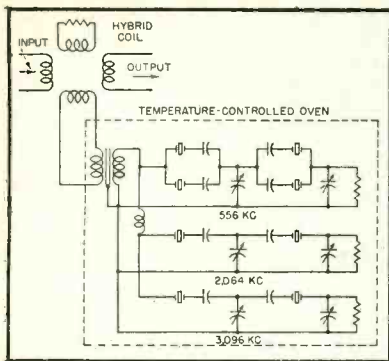 HYBRID
COIL
INPUT
OUTPUT
TEMPERATURE-CONTROLLED OVEN
556 KC
2,064 KC
3,096 KC